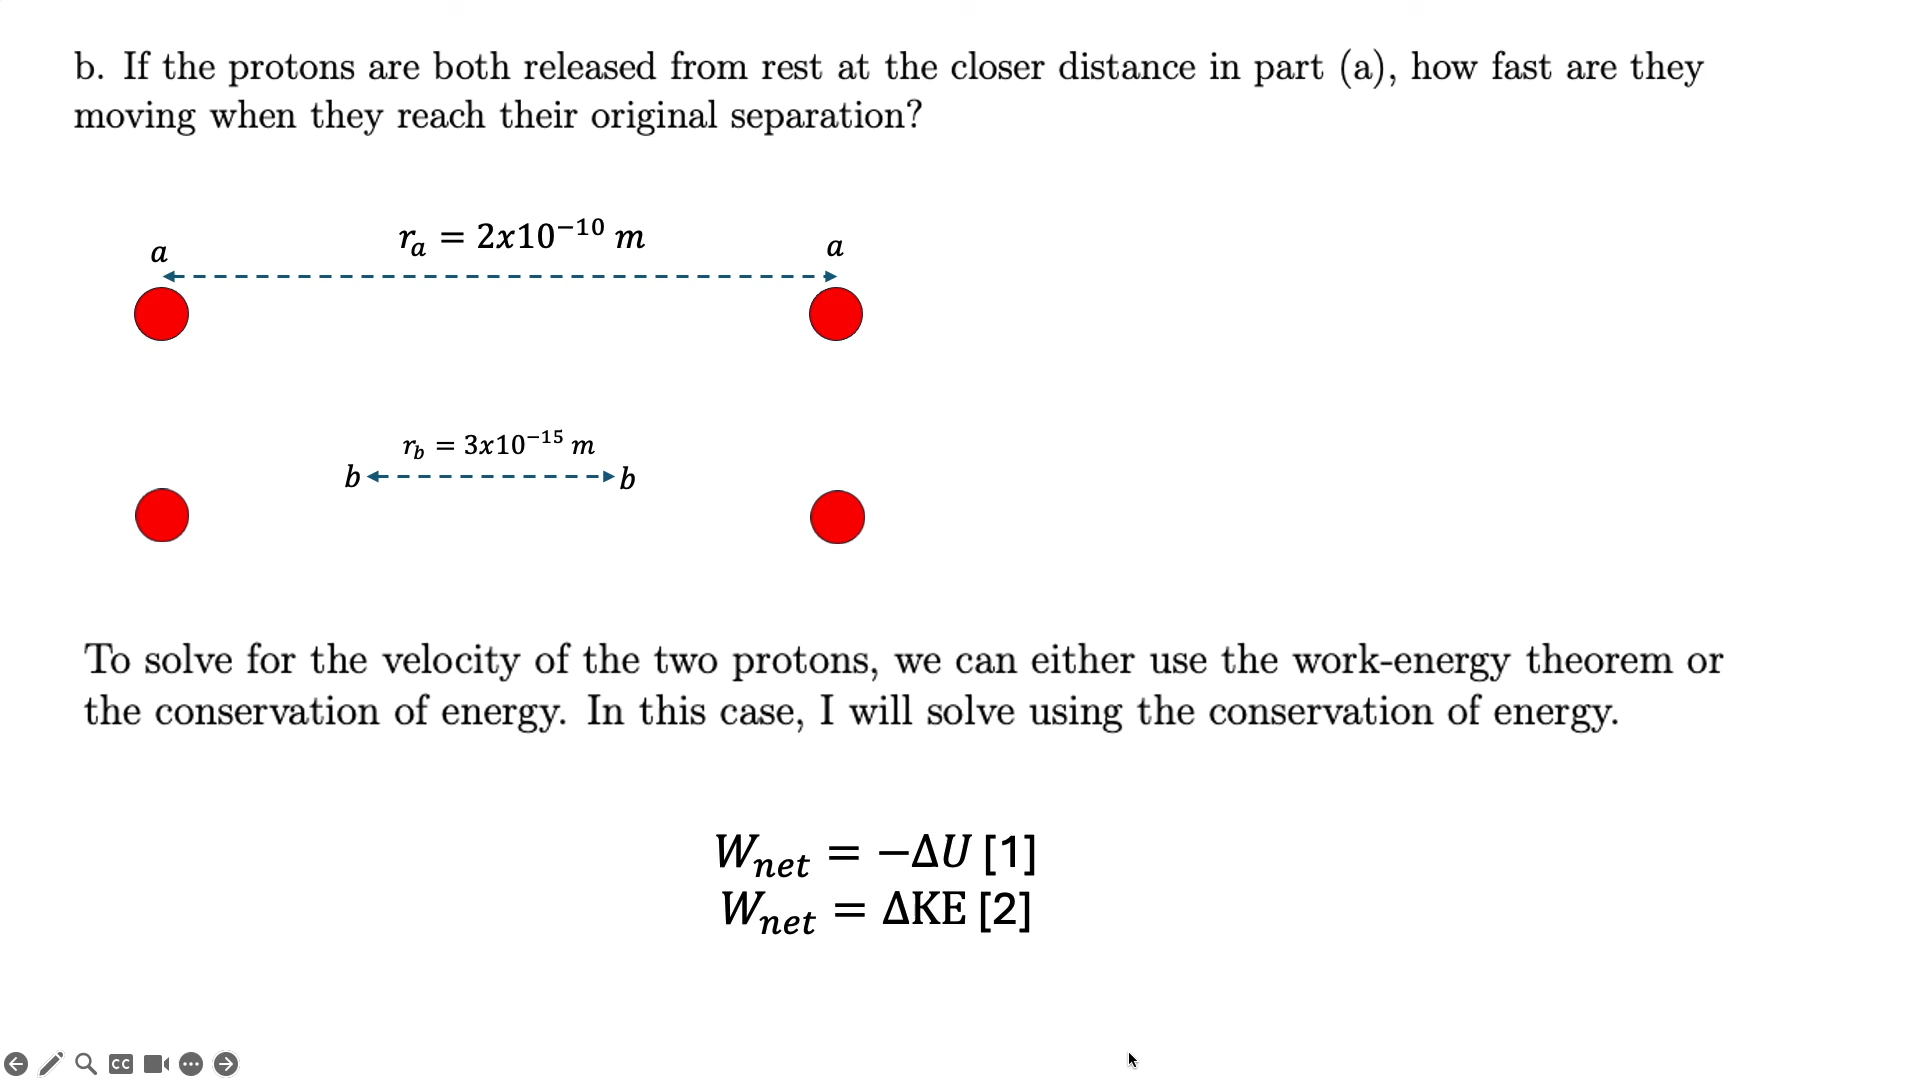 b. If the protons are both released from rest at the closer distance in part (a), how fast are they
moving when they reach their original separation?
a
rₐ = 2x10⁻¹⁰ m
a
r_b = 3x10⁻¹⁵ m
b
b
To solve for the velocity of the two protons, we can either use the work-energy theorem or
the conservation of energy. In this case, I will solve using the conservation of energy.
W_net = −ΔU [1]
W_net = ΔKE [2]
CC